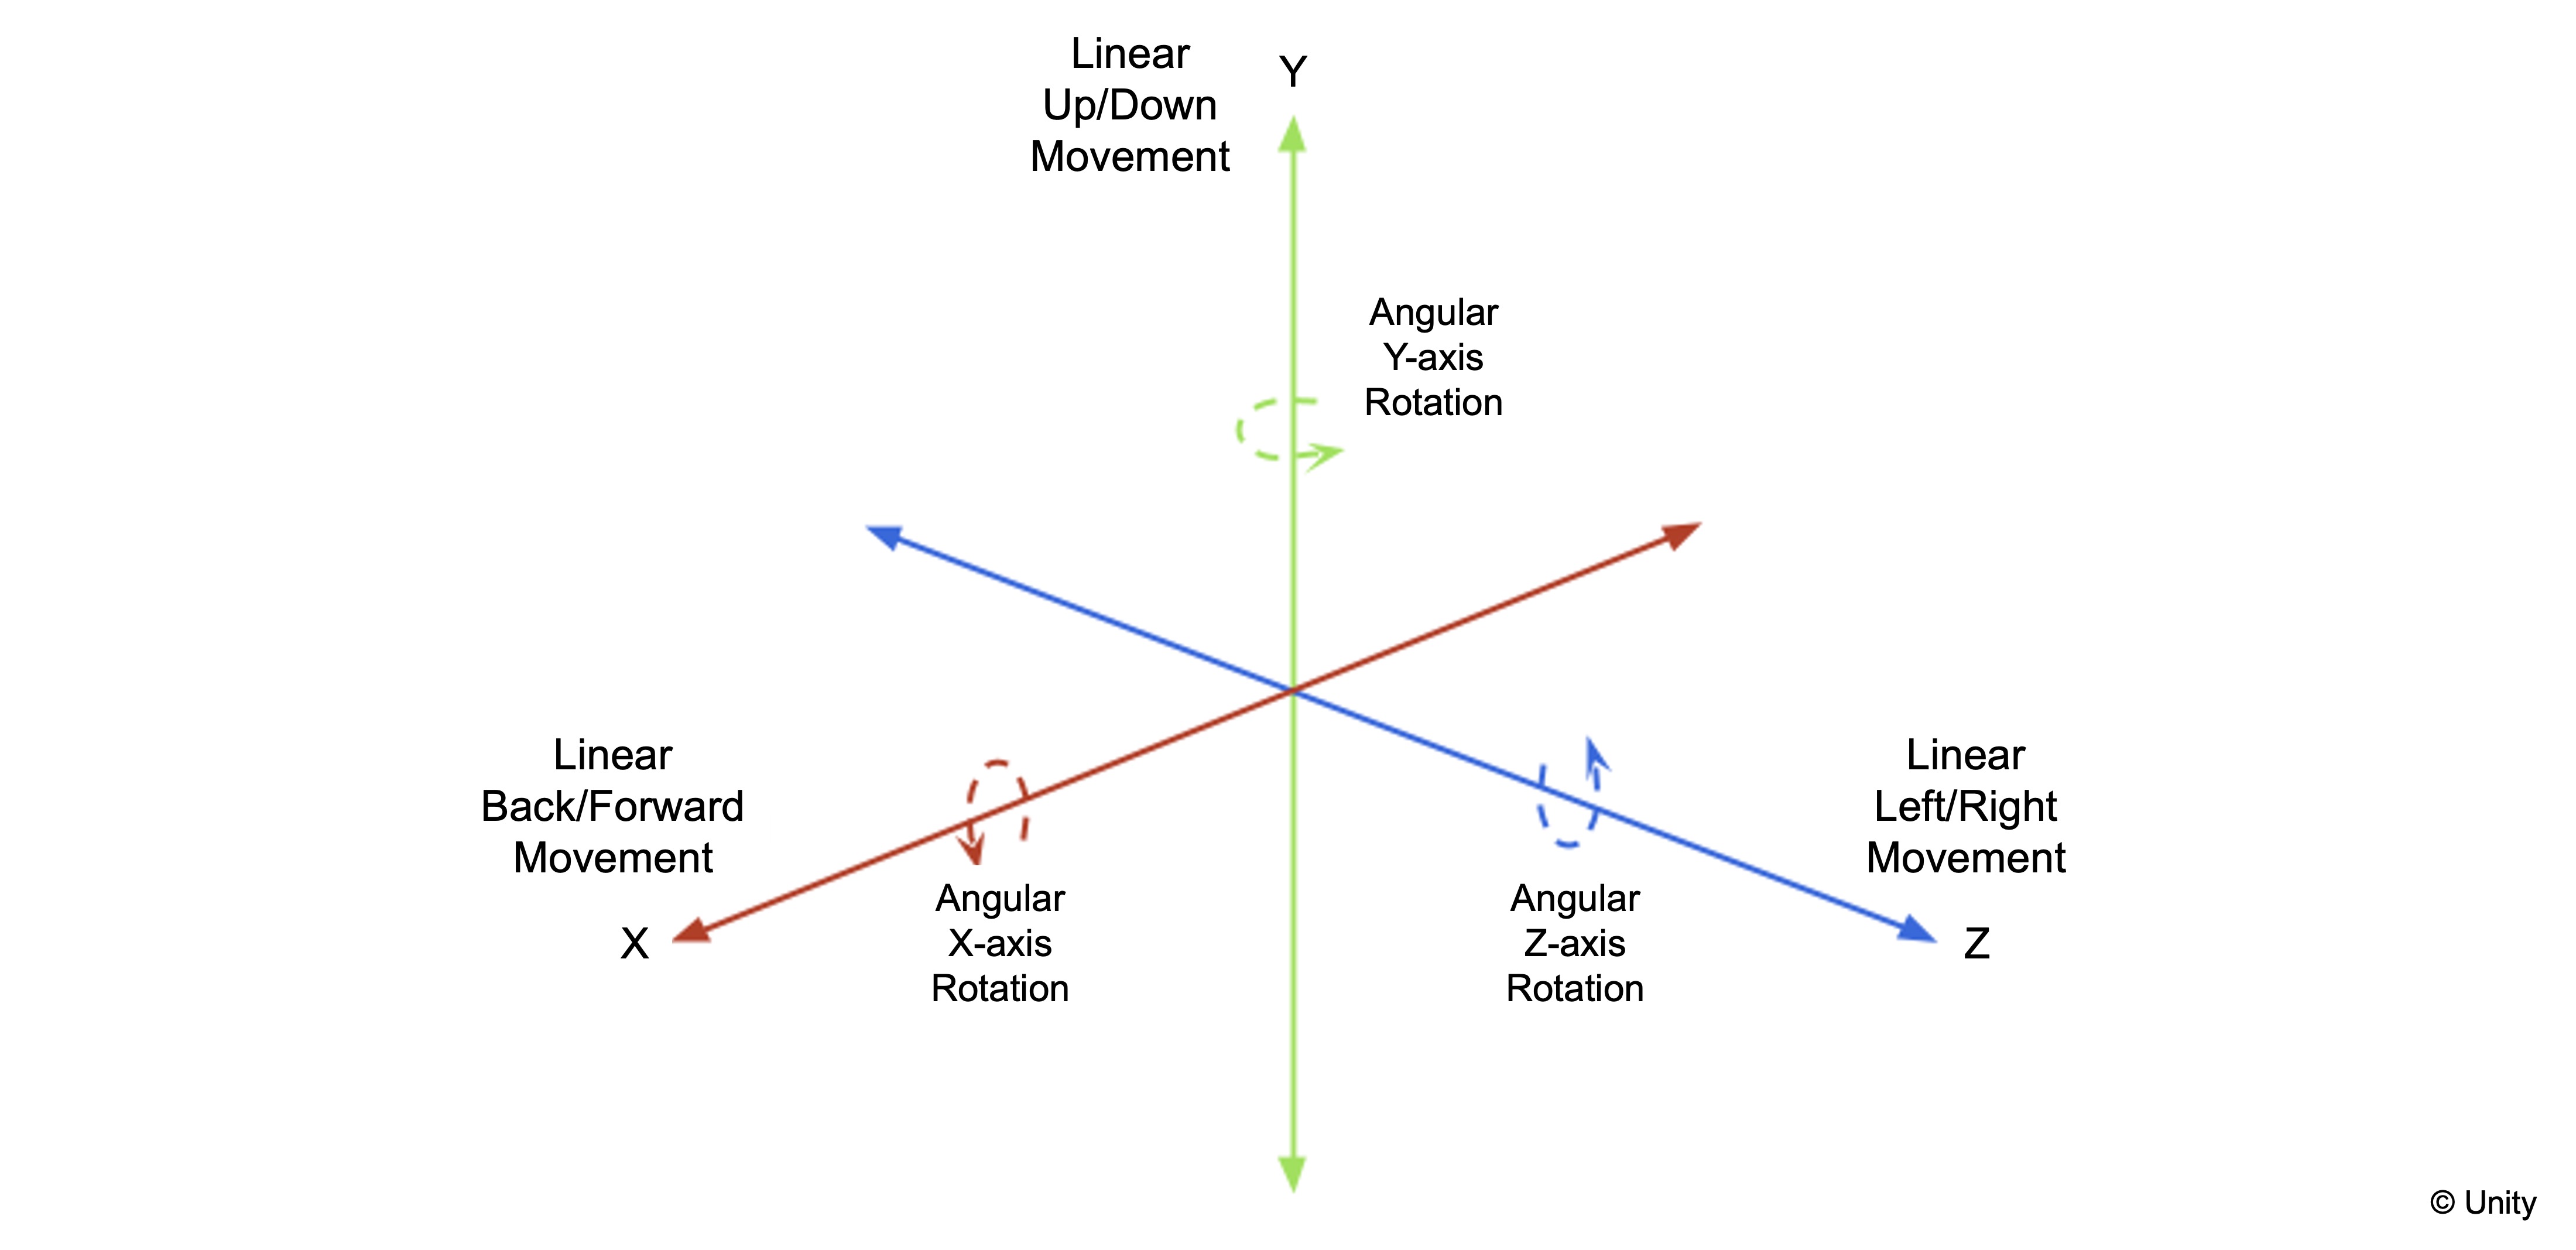 Linear
Up/Down
Movement
Y
Angular
Y-axis
Rotation
Linear
Back/Forward
Movement
X
Angular
X-axis
Rotation
Angular
Z-axis
Rotation
Linear
Left/Right
Movement
Z
© Unity